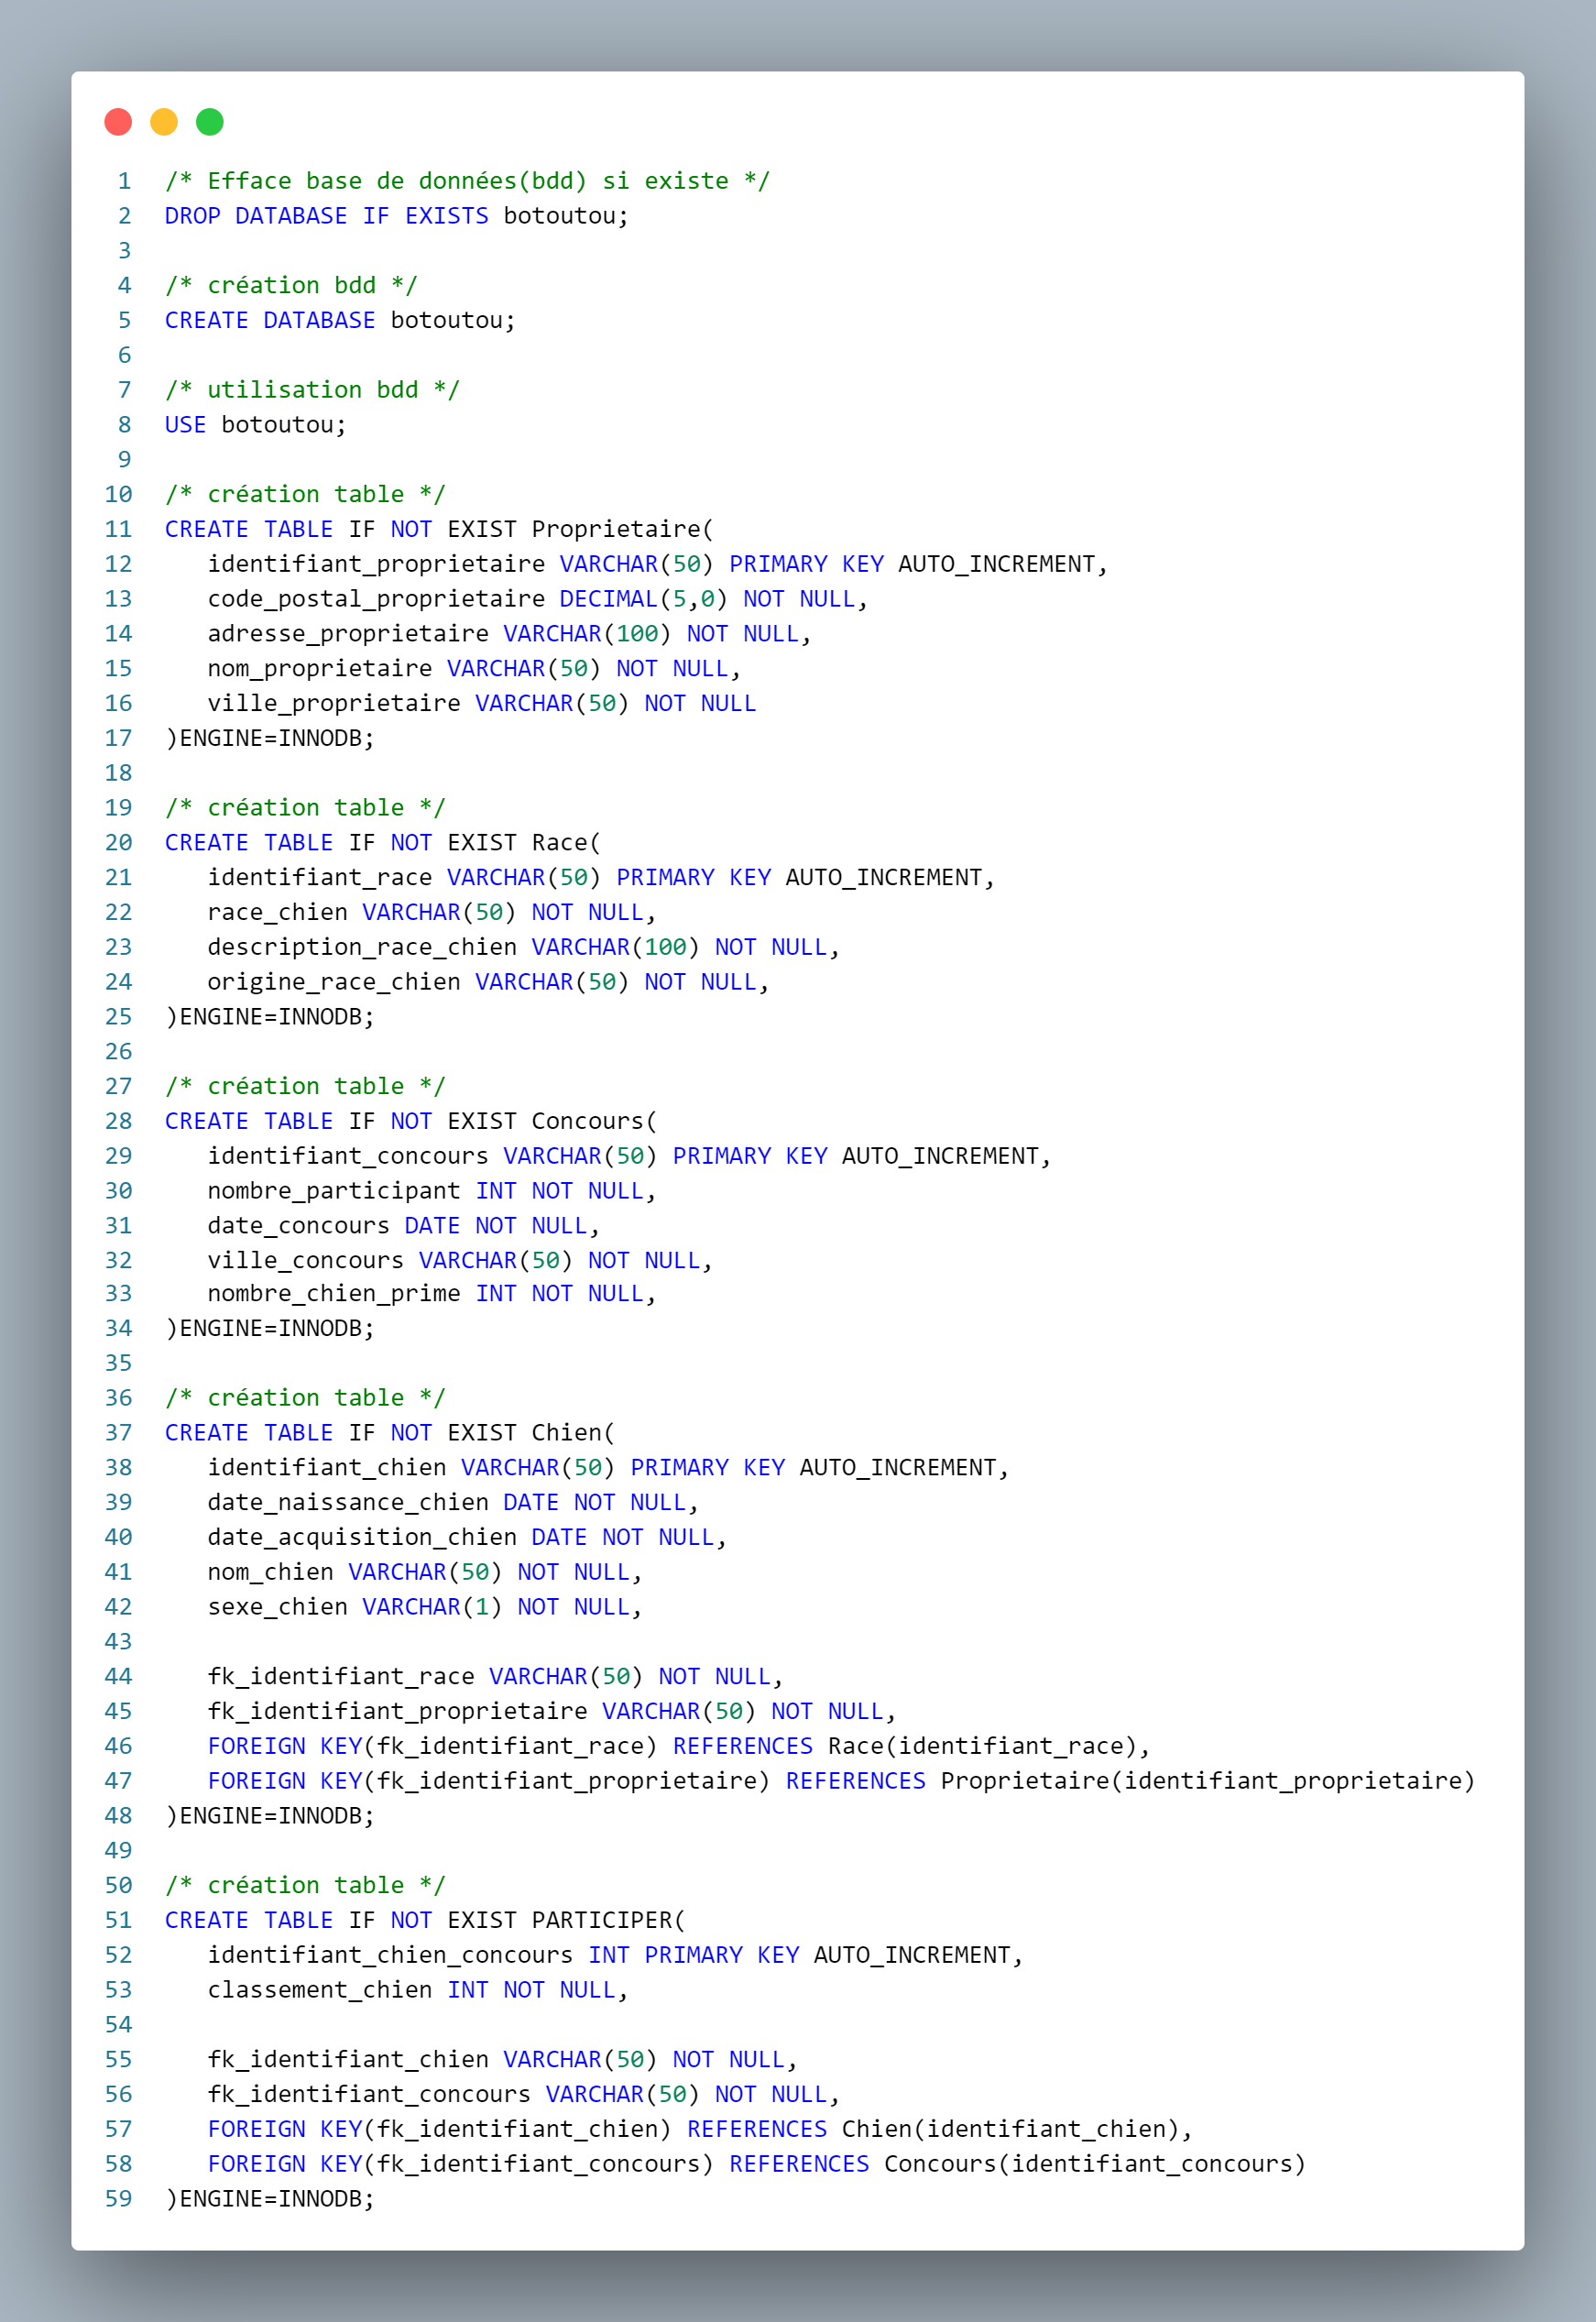 1 /* Efface base de données(bdd) si existe */
2 DROP DATABASE IF EXISTS botoutou;
3
4 /* création bdd */
5 CREATE DATABASE botoutou;
6
7 /* utilisation bdd */
8 USE botoutou;
9
10 /* création table */
11 CREATE TABLE IF NOT EXIST Proprietaire(
12    identifiant_proprietaire VARCHAR(50) PRIMARY KEY AUTO_INCREMENT,
13    code_postal_proprietaire DECIMAL(5,0) NOT NULL,
14    adresse_proprietaire VARCHAR(100) NOT NULL,
15    nom_proprietaire VARCHAR(50) NOT NULL,
16    ville_proprietaire VARCHAR(50) NOT NULL
17 )ENGINE=INNODB;
18
19 /* création table */
20 CREATE TABLE IF NOT EXIST Race(
21    identifiant_race VARCHAR(50) PRIMARY KEY AUTO_INCREMENT,
22    race_chien VARCHAR(50) NOT NULL,
23    description_race_chien VARCHAR(100) NOT NULL,
24    origine_race_chien VARCHAR(50) NOT NULL,
25 )ENGINE=INNODB;
26
27 /* création table */
28 CREATE TABLE IF NOT EXIST Concours(
29    identifiant_concours VARCHAR(50) PRIMARY KEY AUTO_INCREMENT,
30    nombre_participant INT NOT NULL,
31    date_concours DATE NOT NULL,
32    ville_concours VARCHAR(50) NOT NULL,
33    nombre_chien_prime INT NOT NULL,
34 )ENGINE=INNODB;
35
36 /* création table */
37 CREATE TABLE IF NOT EXIST Chien(
38    identifiant_chien VARCHAR(50) PRIMARY KEY AUTO_INCREMENT,
39    date_naissance_chien DATE NOT NULL,
40    date_acquisition_chien DATE NOT NULL,
41    nom_chien VARCHAR(50) NOT NULL,
42    sexe_chien VARCHAR(1) NOT NULL,
43
44    fk_identifiant_race VARCHAR(50) NOT NULL,
45    fk_identifiant_proprietaire VARCHAR(50) NOT NULL,
46    FOREIGN KEY(fk_identifiant_race) REFERENCES Race(identifiant_race),
47    FOREIGN KEY(fk_identifiant_proprietaire) REFERENCES Proprietaire(identifiant_proprietaire)
48 )ENGINE=INNODB;
49
50 /* création table */
51 CREATE TABLE IF NOT EXIST PARTICIPER(
52    identifiant_chien_concours INT PRIMARY KEY AUTO_INCREMENT,
53    classement_chien INT NOT NULL,
54
55    fk_identifiant_chien VARCHAR(50) NOT NULL,
56    fk_identifiant_concours VARCHAR(50) NOT NULL,
57    FOREIGN KEY(fk_identifiant_chien) REFERENCES Chien(identifiant_chien),
58    FOREIGN KEY(fk_identifiant_concours) REFERENCES Concours(identifiant_concours)
59 )ENGINE=INNODB;